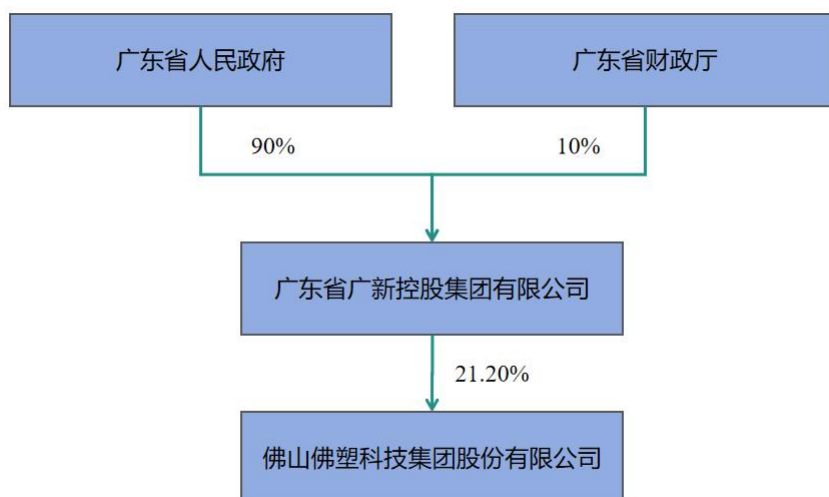 广东省人民政府
广东省财政厅
90%
10%
广东省广新控股集团有限公司
21.20%
佛山佛塑科技集团股份有限公司